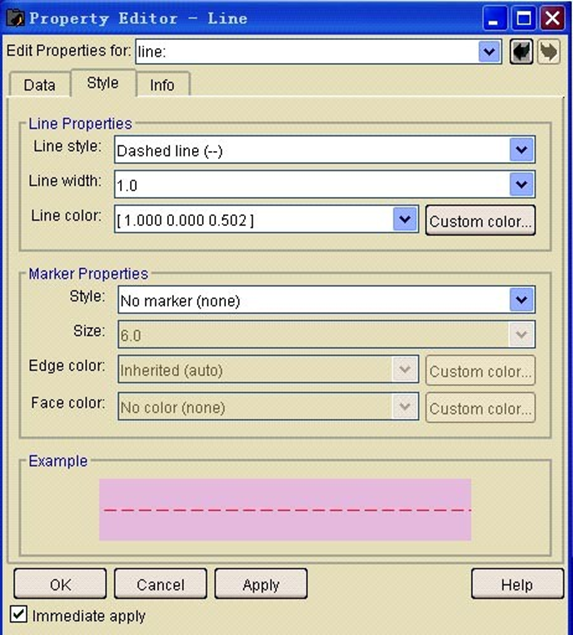 Property Editor - Line
Edit Properties for: line:
Data Style Info
Line Properties
Line style: Dashed line (--)
Line width: 1.0
Line color: [ 1.000 0.000 0.502 ] Custom color...
Marker Properties
Style: No marker (none)
Size: 6.0
Edge color: Inherited (auto) Custom color...
Face color: No color (none) Custom color...
Example
OK Cancel Apply Help
Immediate apply